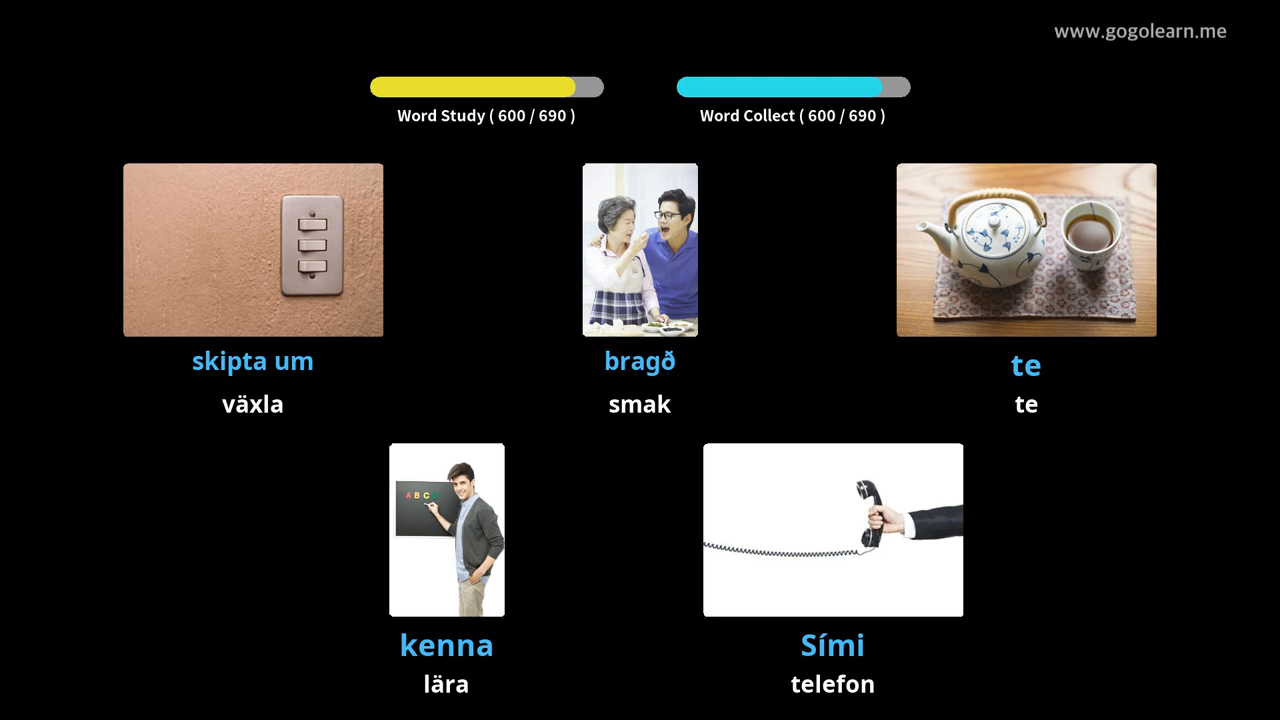 www.gogolearn.me
Word Study ( 600 / 690 )
Word Collect ( 600 / 690 )
skipta um
växla
bragð
smak
te
te
A B C
kenna
lära
Sími
telefon